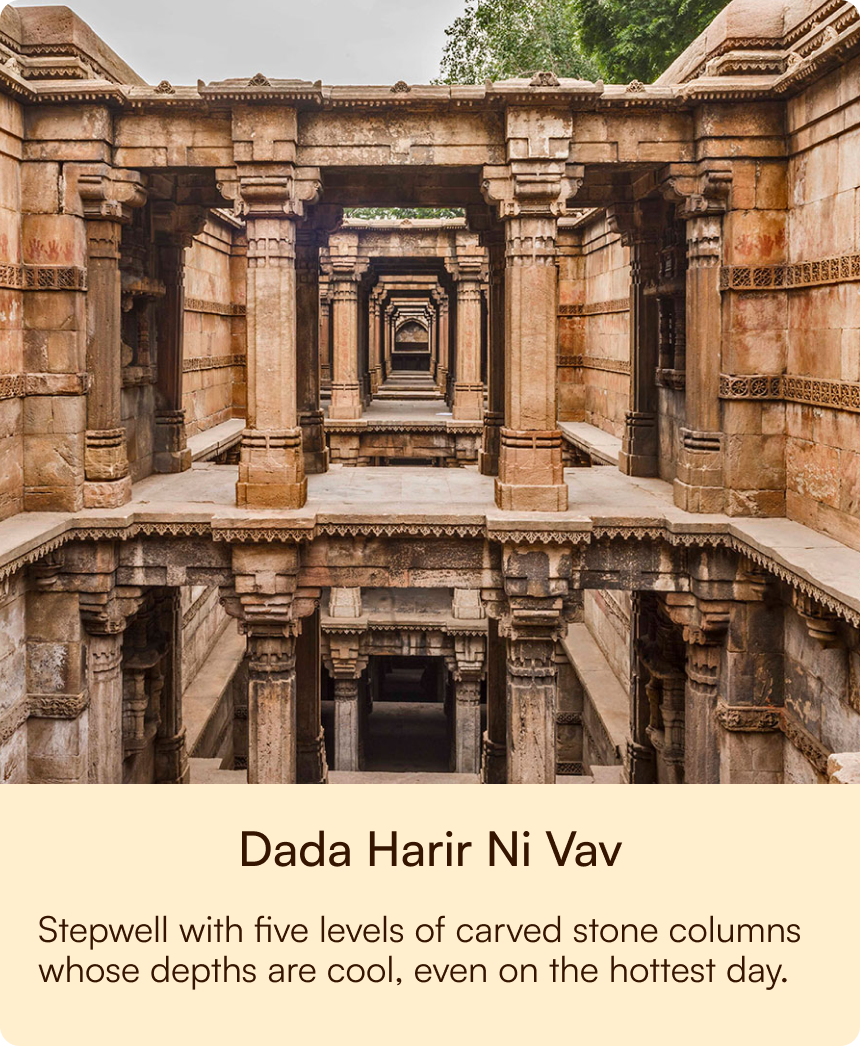 Dada Harir Ni Vav
Stepwell with five levels of carved stone columns
whose depths are cool, even on the hottest day.